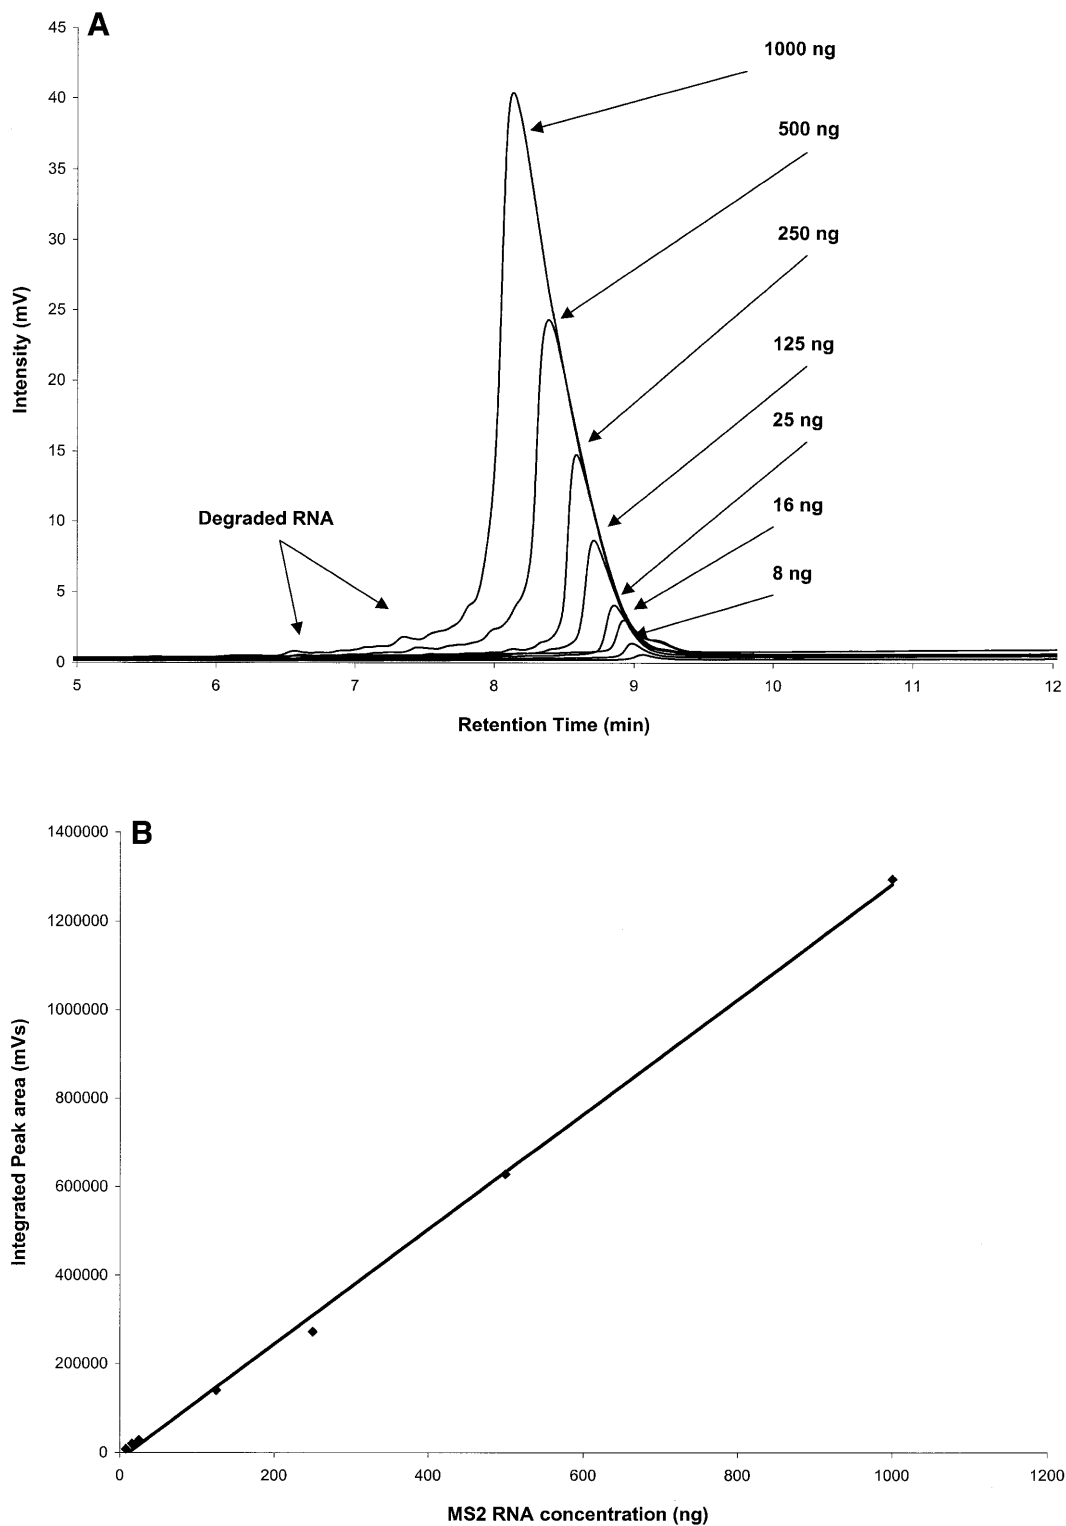 A
45
40
35
30
25
20
15
10
5
0
Intensity (mV)
1000 ng
500 ng
250 ng
125 ng
25 ng
16 ng
8 ng
Degraded RNA
5 6 7 8 9 10 11 12
Retention Time (min)
B
1400000
1200000
1000000
800000
600000
400000
200000
0
Integrated Peak area (mVs)
0 200 400 600 800 1000 1200
MS2 RNA concentration (ng)